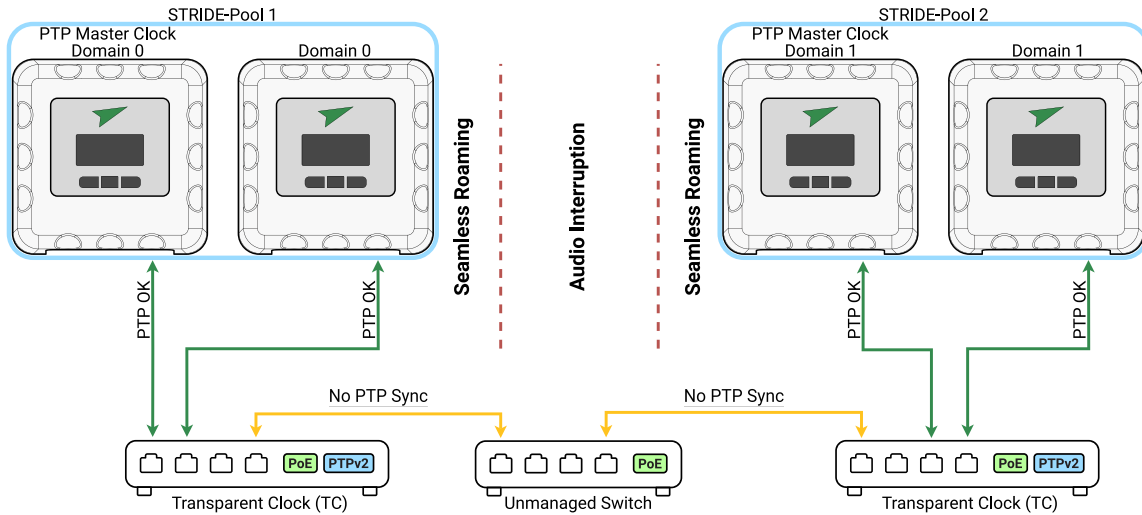 STRIDE-Pool 1
STRIDE-Pool 2
PTP Master Clock
Domain 0
Domain 0
PTP Master Clock
Domain 1
Domain 1
Seamless Roaming
Audio Interruption
Seamless Roaming
PTP OK
PTP OK
PTP OK
PTP OK
No PTP Sync
No PTP Sync
PoE
PTPv2
PoE
PoE
PTPv2
Transparent Clock (TC)
Unmanaged Switch
Transparent Clock (TC)